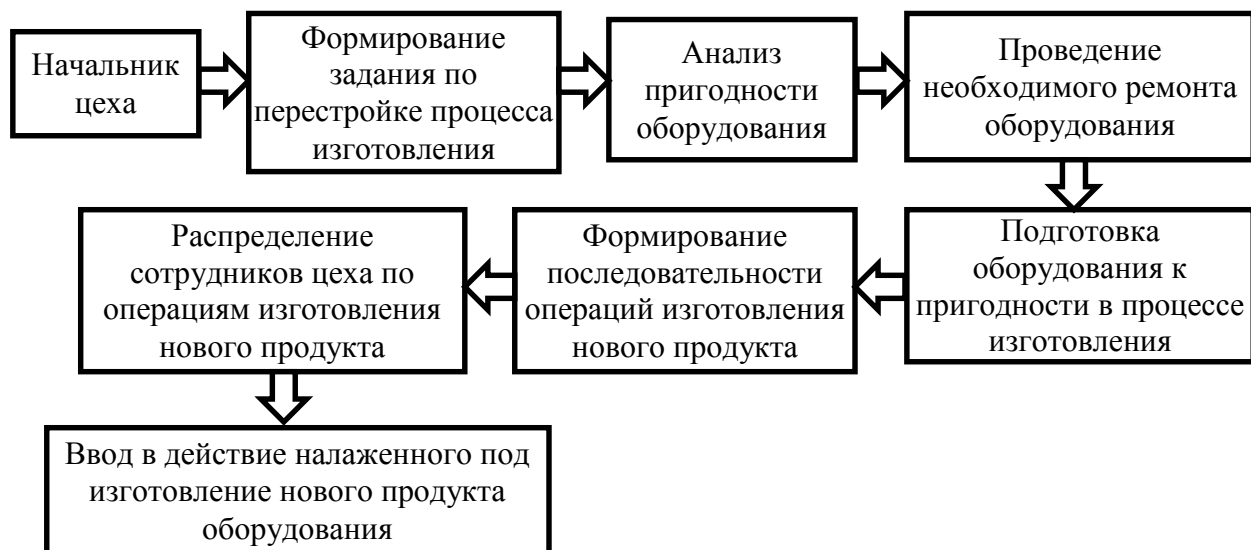 Начальник
цеха
Формирование
задания по
перестройке процесса
изготовления
Анализ
пригодности
оборудования
Проведение
необходимого ремонта
оборудования
Подготовка
оборудования к
пригодности в процессе
изготовления
Формирование
последовательности
операций изготовления
нового продукта
Распределение
сотрудников цеха по
операциям изготовления
нового продукта
Ввод в действие налаженного под
изготовление нового продукта
оборудования